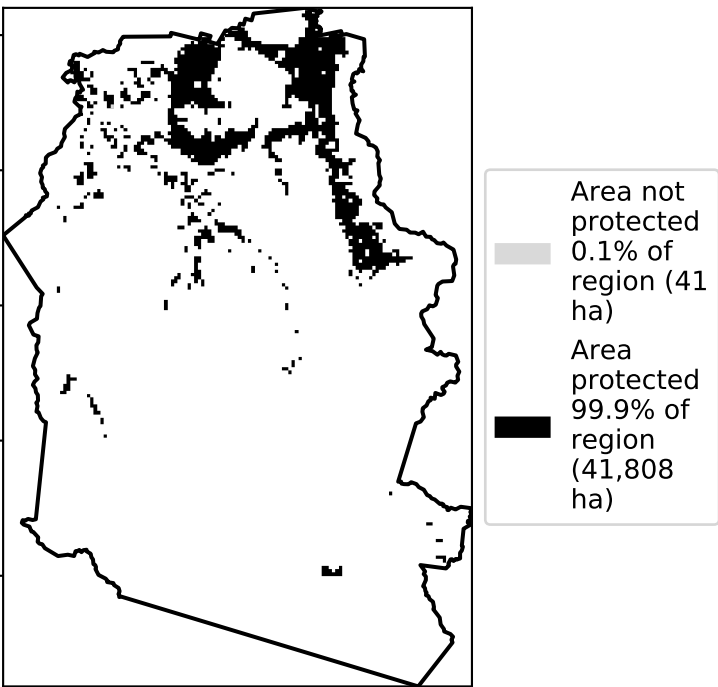 Area not
protected
0.1% of
region (41
ha)
Area
protected
99.9% of
region
(41,808
ha)